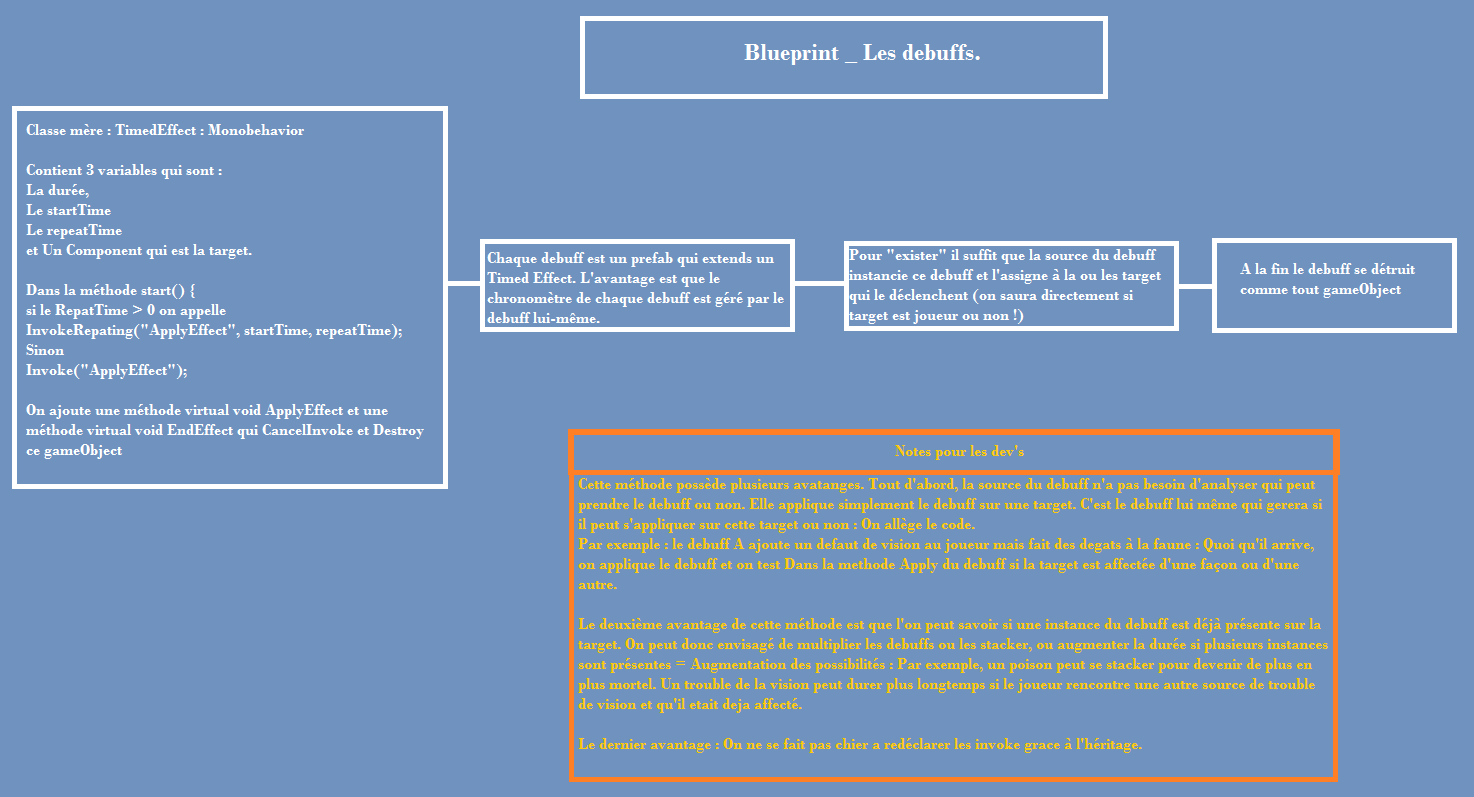 Blueprint _ Les debuffs.
Classe mère : TimedEffect : Monobehavior
Contient 3 variables qui sont :
La durée,
Le startTime
Le repeatTime
et Un Component qui est la target.
Dans la méthode start() {
si le RepatTime > 0 on appelle
InvokeRepating("ApplyEffect", startTime, repeatTime);
Sinon
Invoke("ApplyEffect");
On ajoute une méthode virtual void ApplyEffect et une
méthode virtual void EndEffect qui CancelInvoke et Destroy
ce gameObject
Chaque debuff est un prefab qui extends un
Timed Effect. L'avantage est que le
chronomètre de chaque debuff est géré par le
debuff lui-même.
Pour "exister" il suffit que la source du debuff
instancie ce debuff et l'assigne à la ou les target
qui le déclenchent (on saura directement si
target est joueur ou non !)
A la fin le debuff se détruit
comme tout gameObject
Notes pour les dev's
Cette méthode possède plusieurs avatanges. Tout d'abord, la source du debuff n'a pas besoin d'analyser qui peut
prendre le debuff ou non. Elle applique simplement le debuff sur une target. C'est le debuff lui même qui gerera si
il peut s'appliquer sur cette target ou non : On allège le code.
Par exemple : le debuff A ajoute un defaut de vision au joueur mais fait des degats à la faune : Quoi qu'il arrive,
on applique le debuff et on test Dans la methode Apply du debuff si la target est affectée d'une façon ou d'une
autre.
Le deuxième avantage de cette méthode est que l'on peut savoir si une instance du debuff est déjà présente sur la
target. On peut donc envisagé de multiplier les debuffs ou les stacker, ou augmenter la durée si plusieurs instances
sont présentes = Augmentation des possibilités : Par exemple, un poison peut se stacker pour devenir de plus en
plus mortel. Un trouble de la vision peut durer plus longtemps si le joueur rencontre une autre source de trouble
de vision et qu'il etait deja affecté.
Le dernier avantage : On ne se fait pas chier a redéclarer les invoke grace à l'héritage.